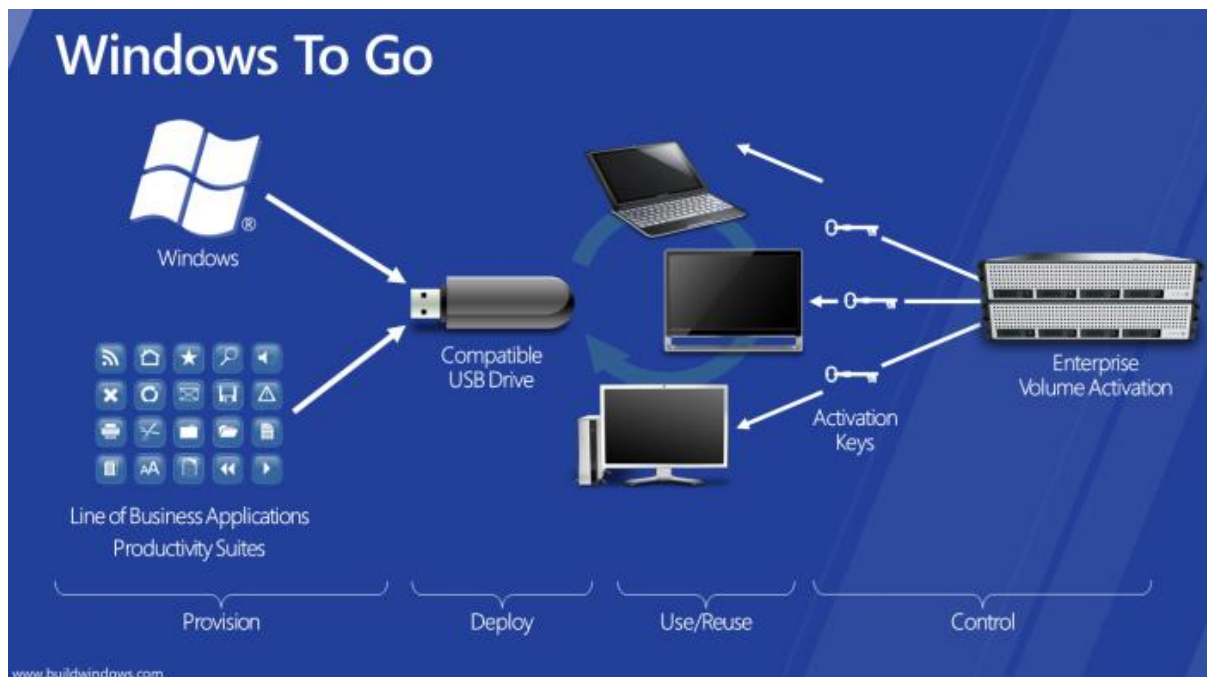 Windows To Go
®
Windows
Compatible
USB Drive
AA
Line of Business Applications
Productivity Suites
Activation
Keys
Enterprise
Volume Activation
Provision
Deploy
Use/Reuse
Control
www.buildwindows.com